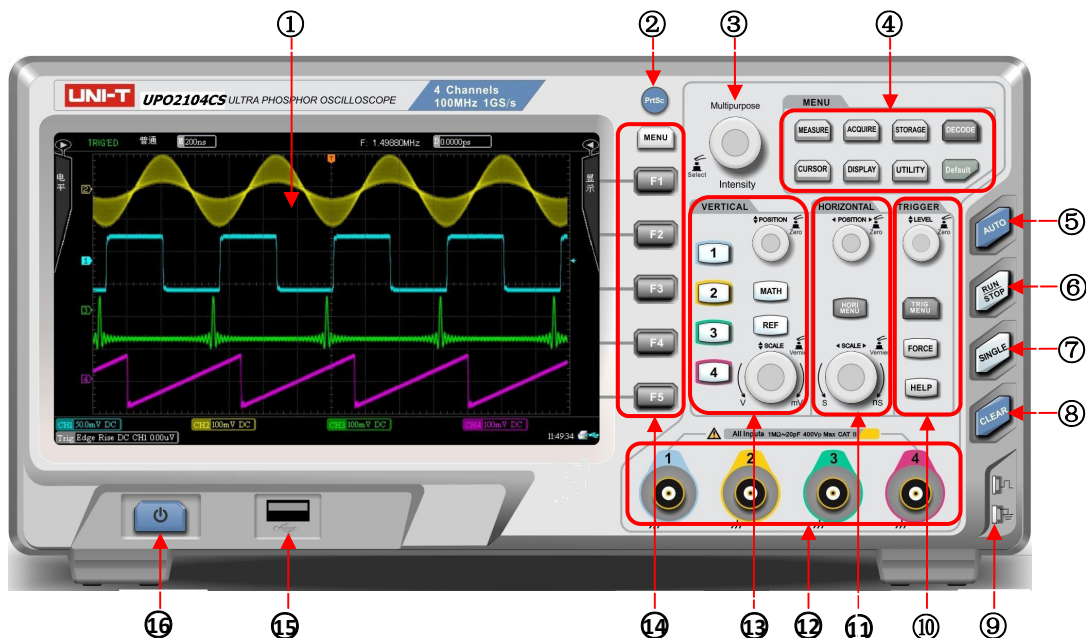 ① ② ③ ④
UNI-T UPO2104CS ULTRA PHOSPHOR OSCILLOSCOPE
4 Channels
100MHz 1GS/s
TRIG'ED 普通 M 200ns F: 1.49880MHz D 0.0000ps
电平
显示
T
2
1
3
4
CH1 50.0mV DC CH2 100mV DC CH3 100mV DC CH4 100mV DC
Trig Edge Rise DC CH1 0.00uV 11:49:34
PrtSc
MENU
F1
F2
F3
F4
F5
Multipurpose
Select
Intensity
MENU
MEASURE ACQUIRE STORAGE DECODE
CURSOR DISPLAY UTILITY Default
VERTICAL
POSITION
Zero
1
2
3
4
MATH
REF
SCALE
Vernier
V mV
HORIZONTAL
POSITION
Zero
HORI
MENU
SCALE
Vernier
S nS
TRIGGER
LEVEL
Zero
TRIG
MENU
FORCE
HELP
AUTO ⑤
RUN
STOP ⑥
SINGLE ⑦
CLEAR ⑧
All Inputs 1MΩ~20pF 400Vp Max CAT II
1 2 3 4
⑯ ⑮ ⑭ ⑬ ⑫ ⑪ ⑩ ⑨